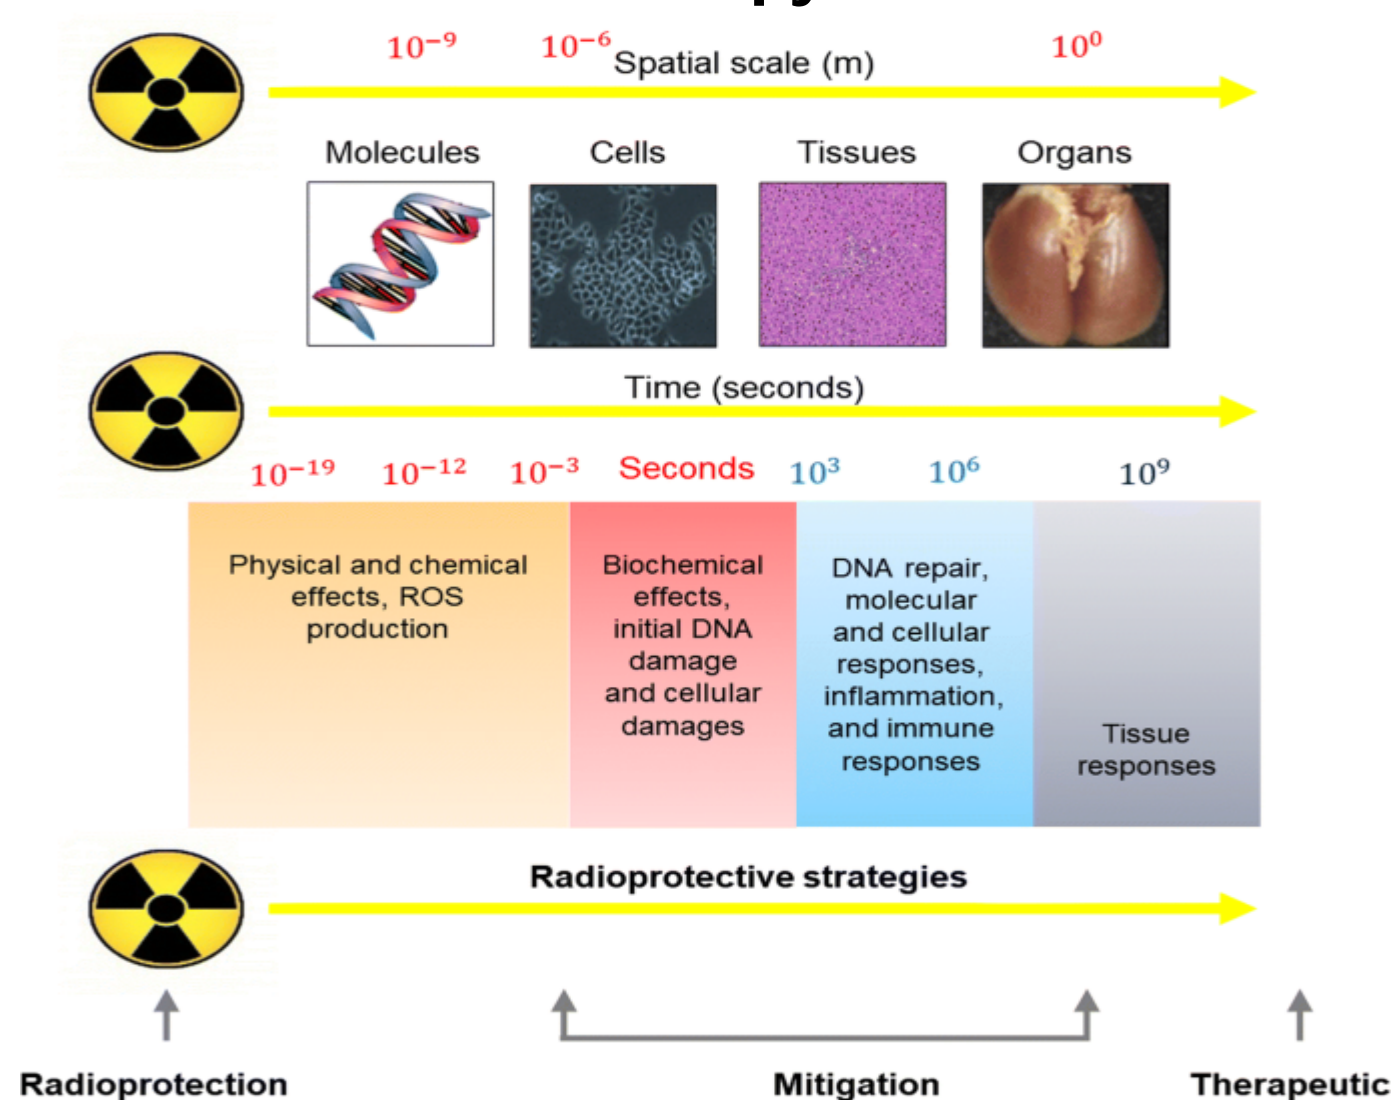 10⁻⁹ 10⁻⁶ 10⁰
Spatial scale (m)
Molecules Cells Tissues Organs
Time (seconds)
10⁻¹⁹ 10⁻¹² 10⁻³ Seconds 10³ 10⁶ 10⁹
Physical and chemical
effects, ROS
production
Biochemical
effects,
initial DNA
damage
and cellular
damages
DNA repair,
molecular
and cellular
responses,
inflammation,
and immune
responses
Tissue
responses
Radioprotective strategies
Radioprotection Mitigation Therapeutic